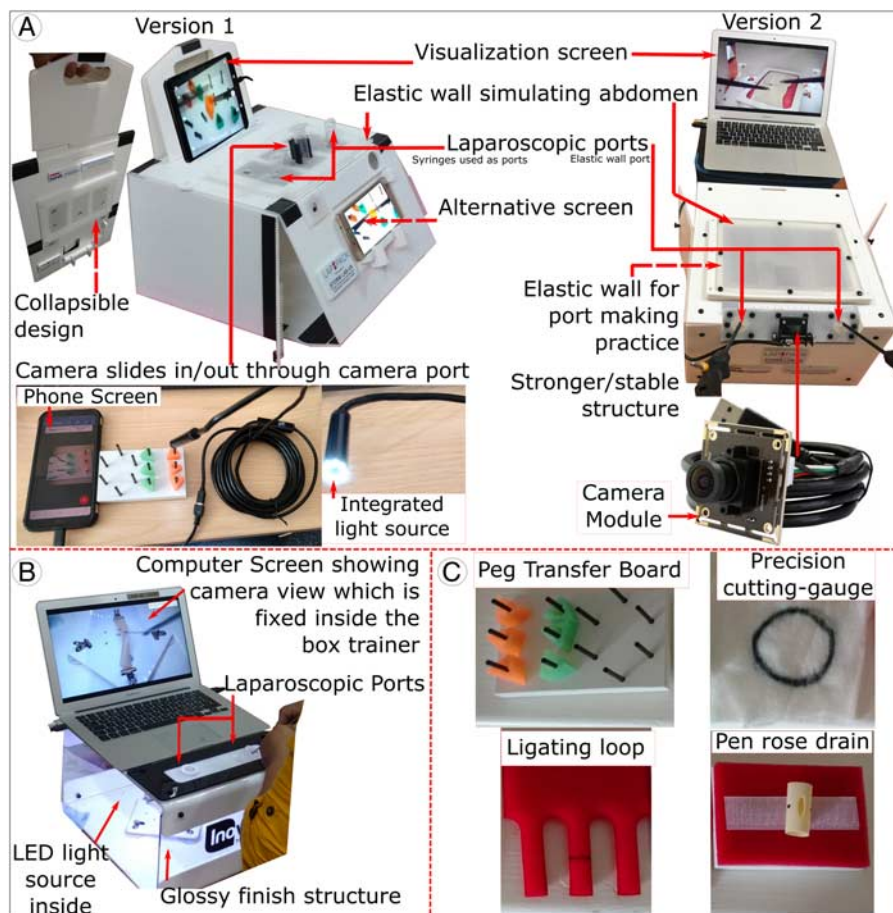 A
Version 1
Version 2
Visualization screen
Elastic wall simulating abdomen
Laparoscopic ports
Syringes used as ports
Elastic wall port
Alternative screen
Collapsible
design
Elastic wall for
port making
practice
Camera slides in/out through camera port
Stronger/stable
structure
Phone Screen
Integrated
light source
Camera
Module
B
Computer Screen showing
camera view which is
fixed inside the
box trainer
Laparoscopic Ports
LED light
source
inside
Glossy finish structure
C
Peg Transfer Board
Precision
cutting-gauge
Ligating loop
Pen rose drain